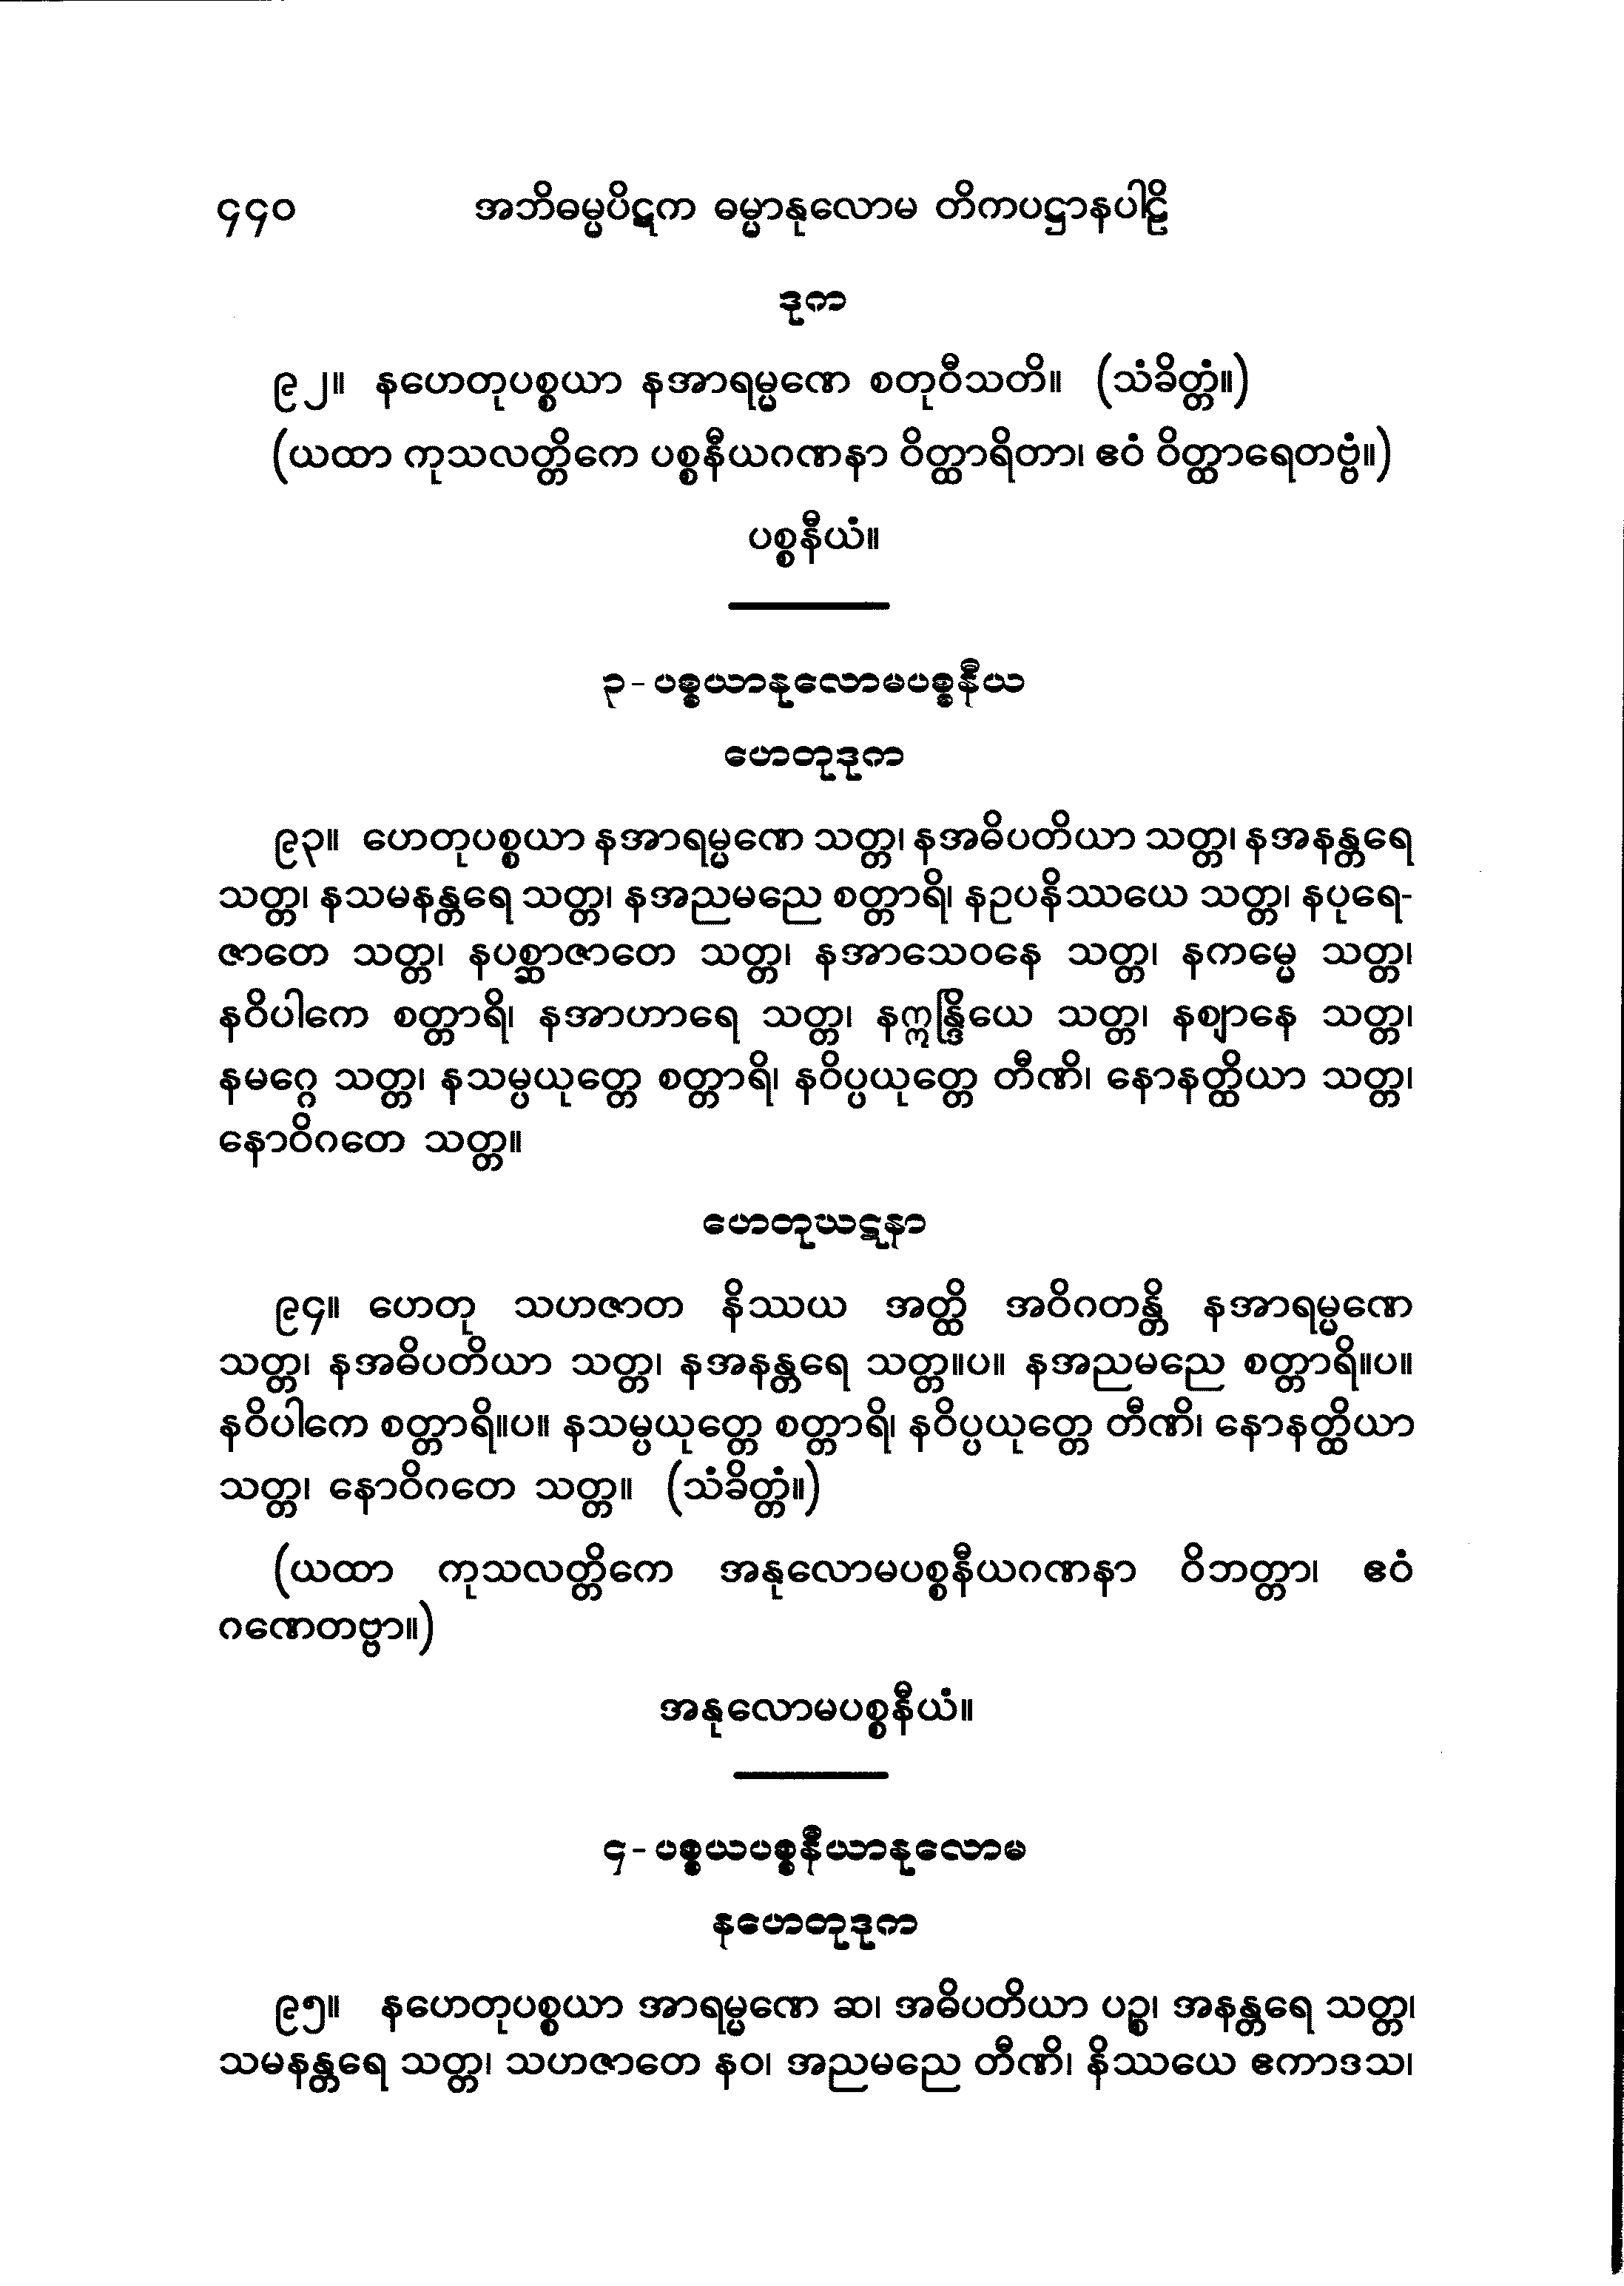 ၄၄၀ အဘိဓမ္မပိဋက ဓမ္မာနုလောမ တိကပဋ္ဌာနပါဠိ
ဒုက
၉၂။ နဟေတုပစ္စယာ နအာရမ္မဏေ စတုဝီသတိ။ (သံခိတ္တံ။)
(ယထာ ကုသလတ္တိကေ ပစ္စနီယဂဏနာ ဝိတ္ထာရိတာ၊ ဧဝံ ဝိတ္ထာရေတဗ္ဗံ။)
ပစ္စနီယံ။
၃-ပစ္စယာနုလောမပစ္စနီယ
ဟေတုဒုက
၉၃။ ဟေတုပစ္စယာ နအာရမ္မဏေ သတ္တ၊ နအဓိပတိယာ သတ္တ၊ နအနန္တရေ
သတ္တ၊ နသမနန္တရေ သတ္တ၊ နအညမညေ စတ္တာရိ၊ နဥပနိဿယေ သတ္တ၊ နပုရေ-
ဇာတေ သတ္တ၊ နပစ္ဆာဇာတေ သတ္တ၊ နအာသေဝနေ သတ္တ၊ နကမ္မေ သတ္တ၊
နဝိပါကေ စတ္တာရိ၊ နအာဟာရေ သတ္တ၊ နဣန္ဒြိယေ သတ္တ၊ နဈာနေ သတ္တ၊
နမဂ္ဂေ သတ္တ၊ နသမ္ပယုတ္တေ စတ္တာရိ၊ နဝိပ္ပယုတ္တေ တီဏိ၊ နောနတ္ထိယာ သတ္တ၊
နောဝိဂတေ သတ္တ။
ဟေတုဃဋနာ
၉၄။ ဟေတု သဟဇာတ နိဿယ အတ္ထိ အဝိဂတန္တိ နအာရမ္မဏေ
သတ္တ၊ နအဓိပတိယာ သတ္တ၊ နအနန္တရေ သတ္တ။ပ။ နအညမညေ စတ္တာရိ။ပ။
နဝိပါကေ စတ္တာရိ။ပ။ နသမ္ပယုတ္တေ စတ္တာရိ၊ နဝိပ္ပယုတ္တေ တီဏိ၊ နောနတ္ထိယာ
သတ္တ၊ နောဝိဂတေ သတ္တ။ (သံခိတ္တံ။)
(ယထာ ကုသလတ္တိကေ အနုလောမပစ္စနီယဂဏနာ ဝိဘတ္တာ၊ ဧဝံ
ဂဏေတဗ္ဗာ။)
အနုလောမပစ္စနီယံ။
၄-ပစ္စယပစ္စနီယာနုလောမ
နဟေတုဒုက
၉၅။ နဟေတုပစ္စယာ အာရမ္မဏေ ဆ၊ အဓိပတိယာ ပဉ္စ၊ အနန္တရေ သတ္တ၊
သမနန္တရေ သတ္တ၊ သဟဇာတေ နဝ၊ အညမညေ တီဏိ၊ နိဿယေ ဧကာဒသ၊